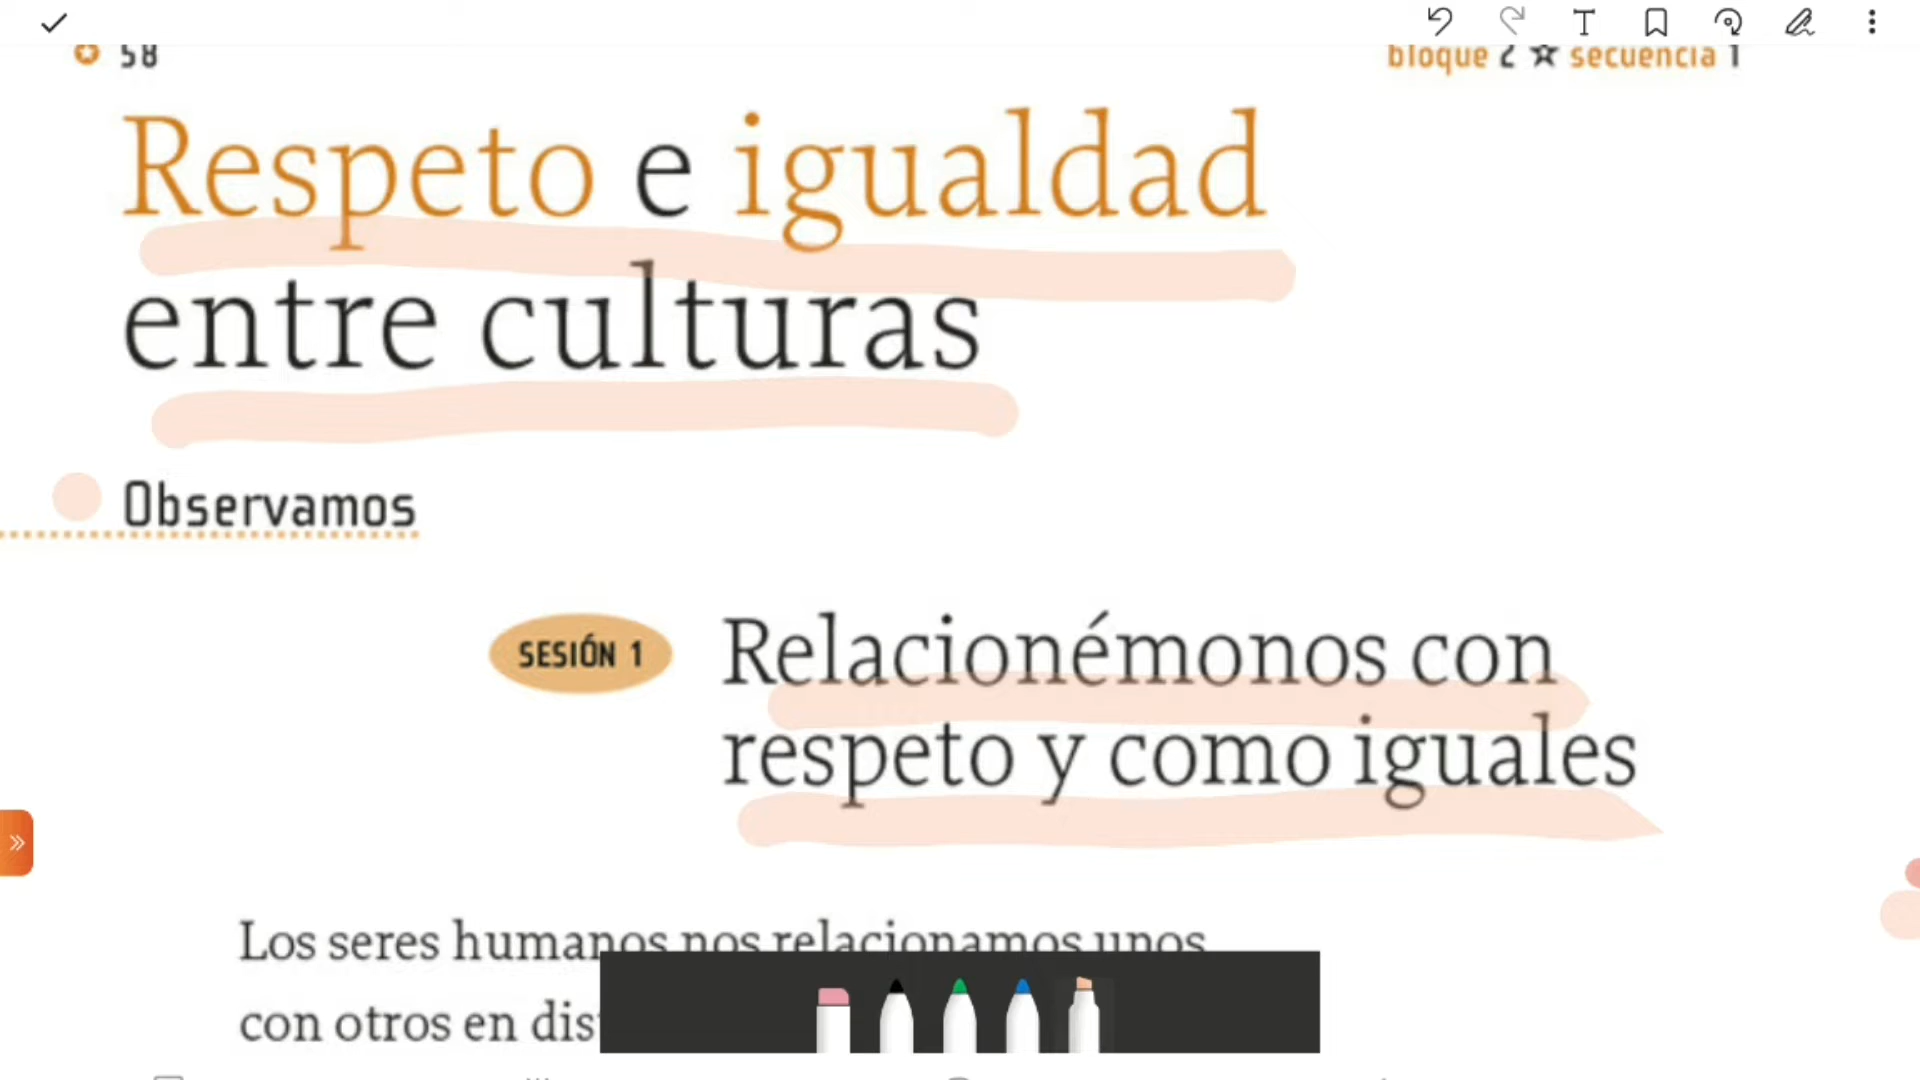 58
bloque 2 ☆ secuencia 1
Respeto e igualdad
entre culturas
Observamos
SESIÓN 1
Relacionémonos con
respeto y como iguales
Los seres humanos nos relacionamos unos
con otros en